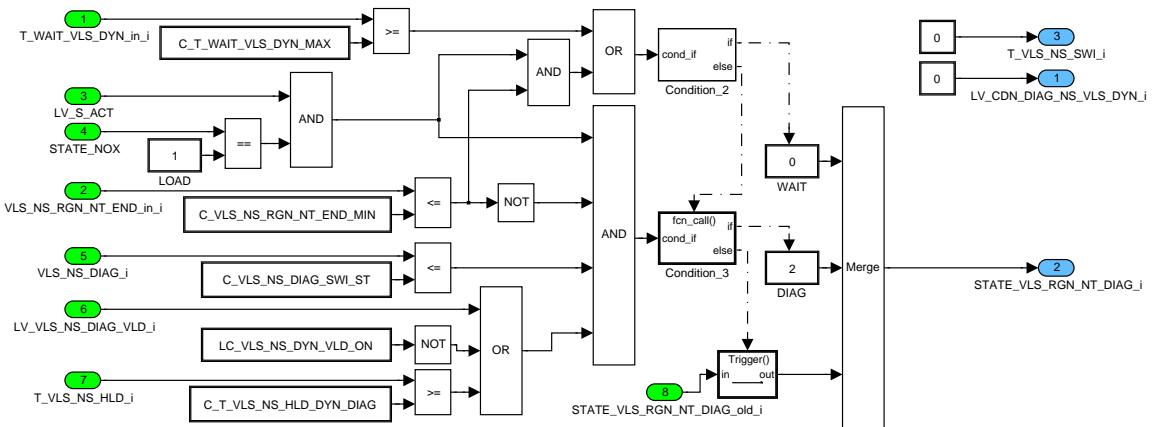 1
T_WAIT_VLS_DYN_in_i
C_T_WAIT_VLS_DYN_MAX
>=
3
LV_S_ACT
4
STATE_NOX
1
LOAD
==
AND
AND
OR
cond_if
if
else
Condition_2
0
T_VLS_NS_SWI_i
3
0
LV_CDN_DIAG_NS_VLS_DYN_i
1
0
WAIT
2
VLS_NS_RGN_NT_END_in_i
C_VLS_NS_RGN_NT_END_MIN
<=
NOT
AND
fcn_call()
cond_if
if
else
Condition_3
5
VLS_NS_DIAG_i
C_VLS_NS_DIAG_SWI_ST
<=
2
DIAG
Merge
2
STATE_VLS_RGN_NT_DIAG_i
6
LV_VLS_NS_DIAG_VLD_i
LC_VLS_NS_DYN_VLD_ON
NOT
OR
7
T_VLS_NS_HLD_i
C_T_VLS_NS_HLD_DYN_DIAG
>=
Trigger()
in
out
8
STATE_VLS_RGN_NT_DIAG_old_i